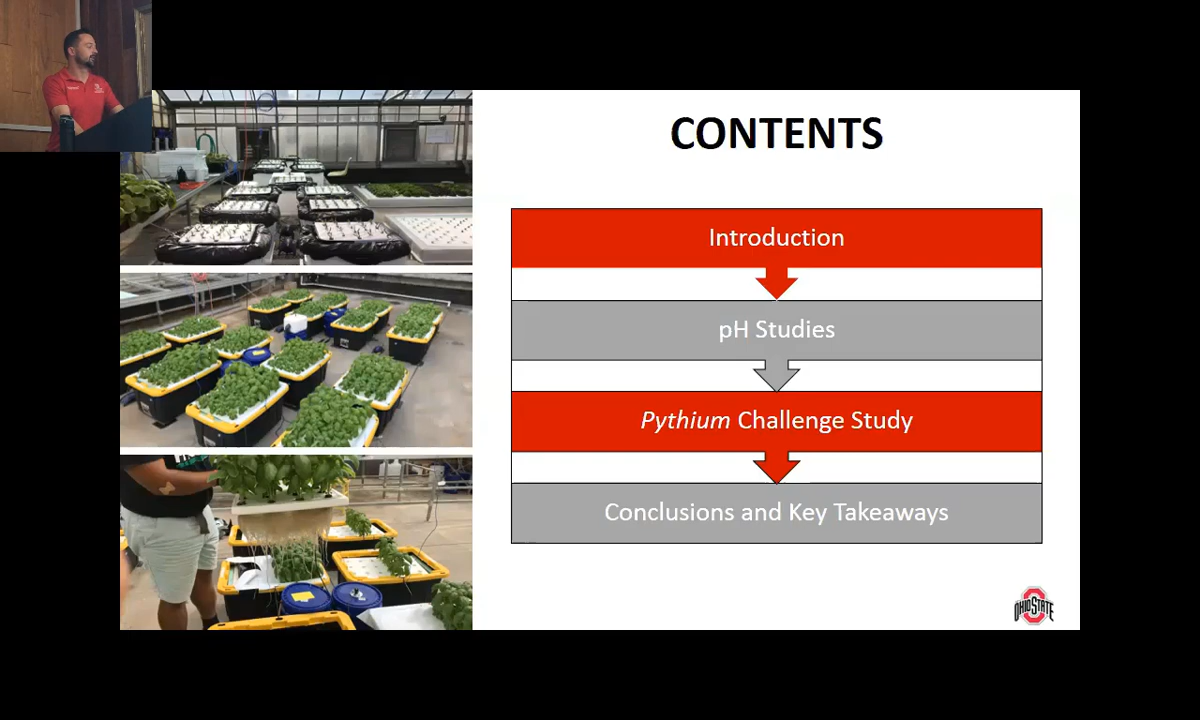 CONTENTS
Introduction
pH Studies
Pythium Challenge Study
Conclusions and Key Takeaways
OHIO STATE